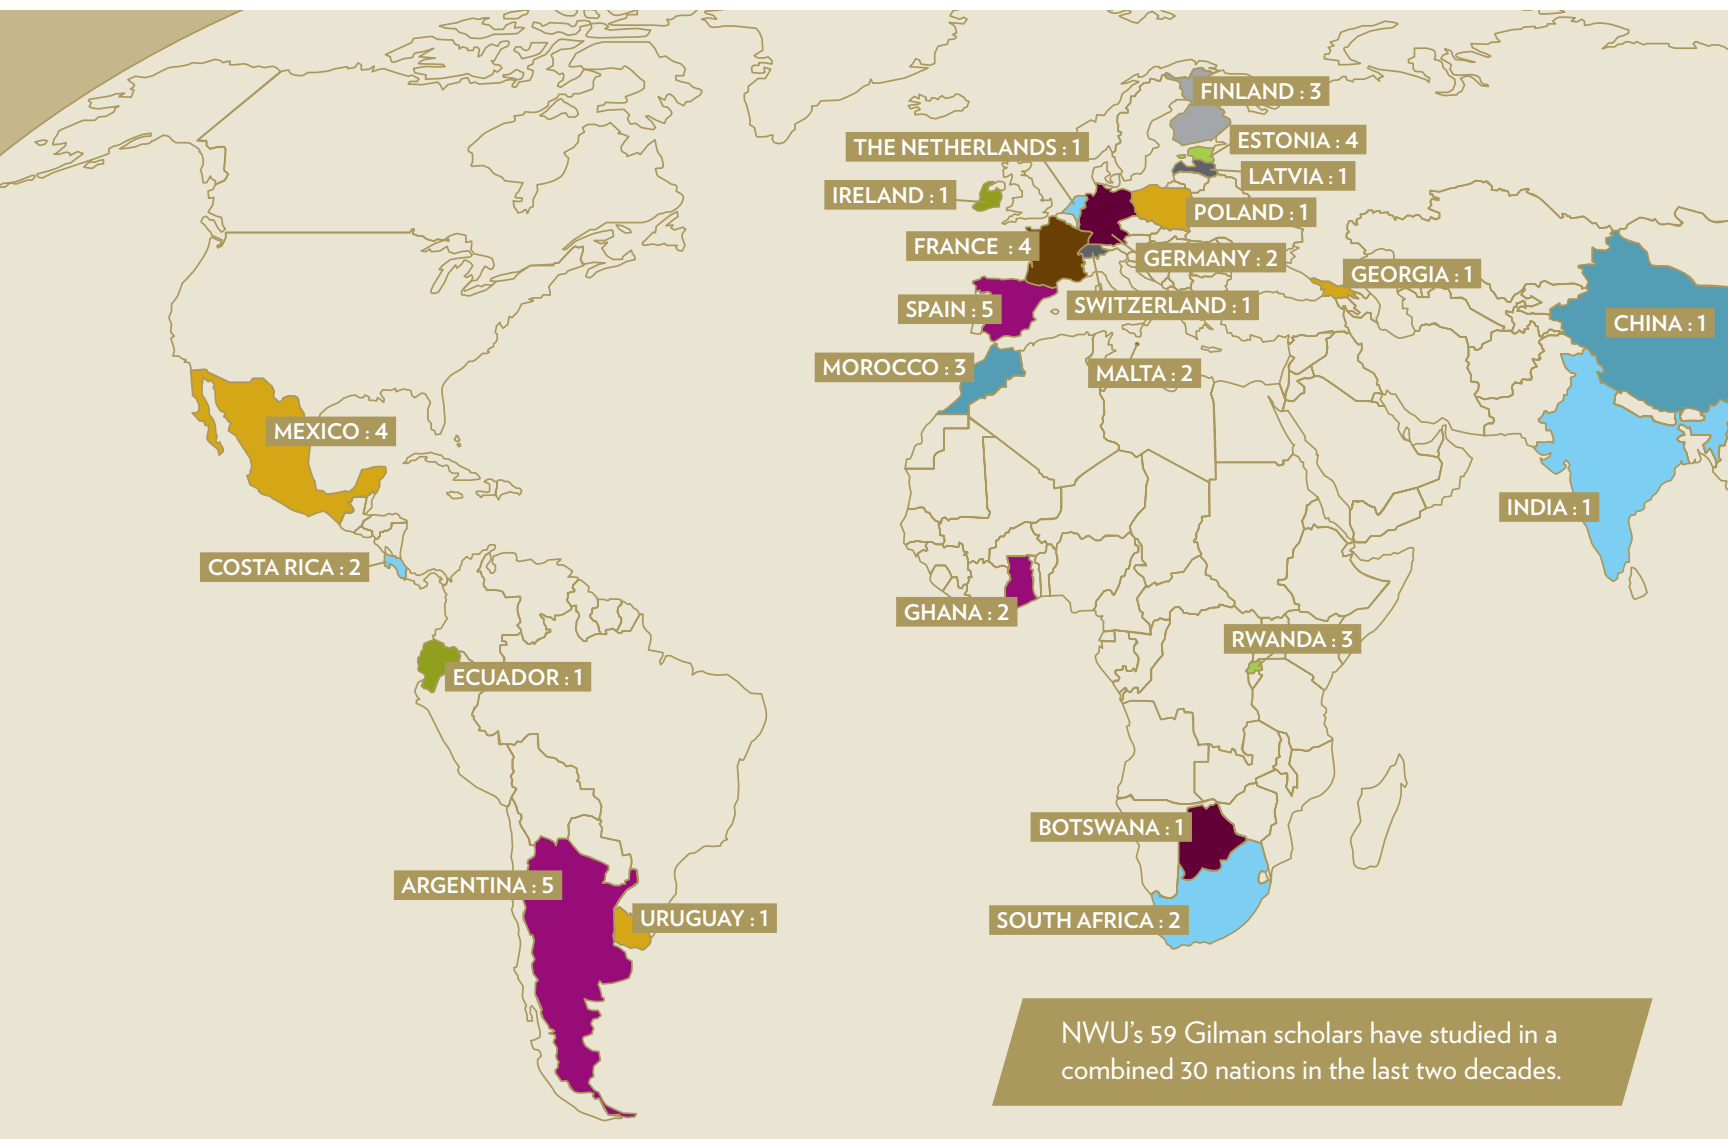 FINLAND : 3
ESTONIA : 4
THE NETHERLANDS : 1
LATVIA : 1
IRELAND : 1
POLAND : 1
FRANCE : 4
GERMANY : 2
GEORGIA : 1
SPAIN : 5
SWITZERLAND : 1
CHINA : 1
MOROCCO : 3
MALTA : 2
MEXICO : 4
INDIA : 1
COSTA RICA : 2
GHANA : 2
RWANDA : 3
ECUADOR : 1
BOTSWANA : 1
ARGENTINA : 5
URUGUAY : 1
SOUTH AFRICA : 2
NWU's 59 Gilman scholars have studied in a
combined 30 nations in the last two decades.